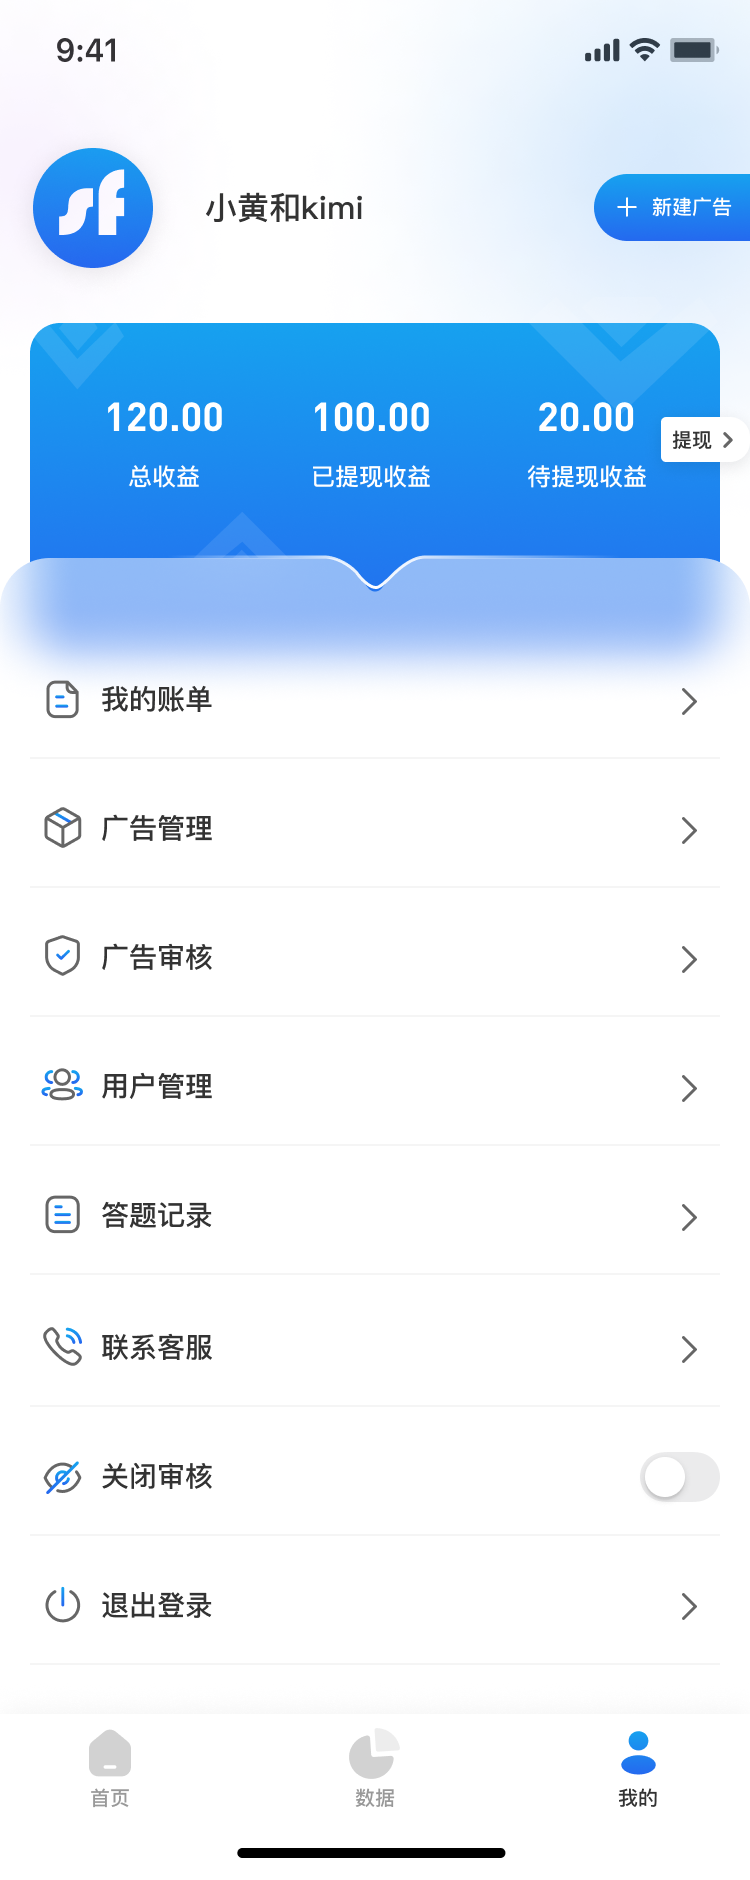 9:41
sf
小黄和kimi
新建广告
120.00
100.00
20.00
提现
总收益
已提现收益
待提现收益
我的账单
广告管理
广告审核
用户管理
答题记录
联系客服
关闭审核
退出登录
首页
数据
我的